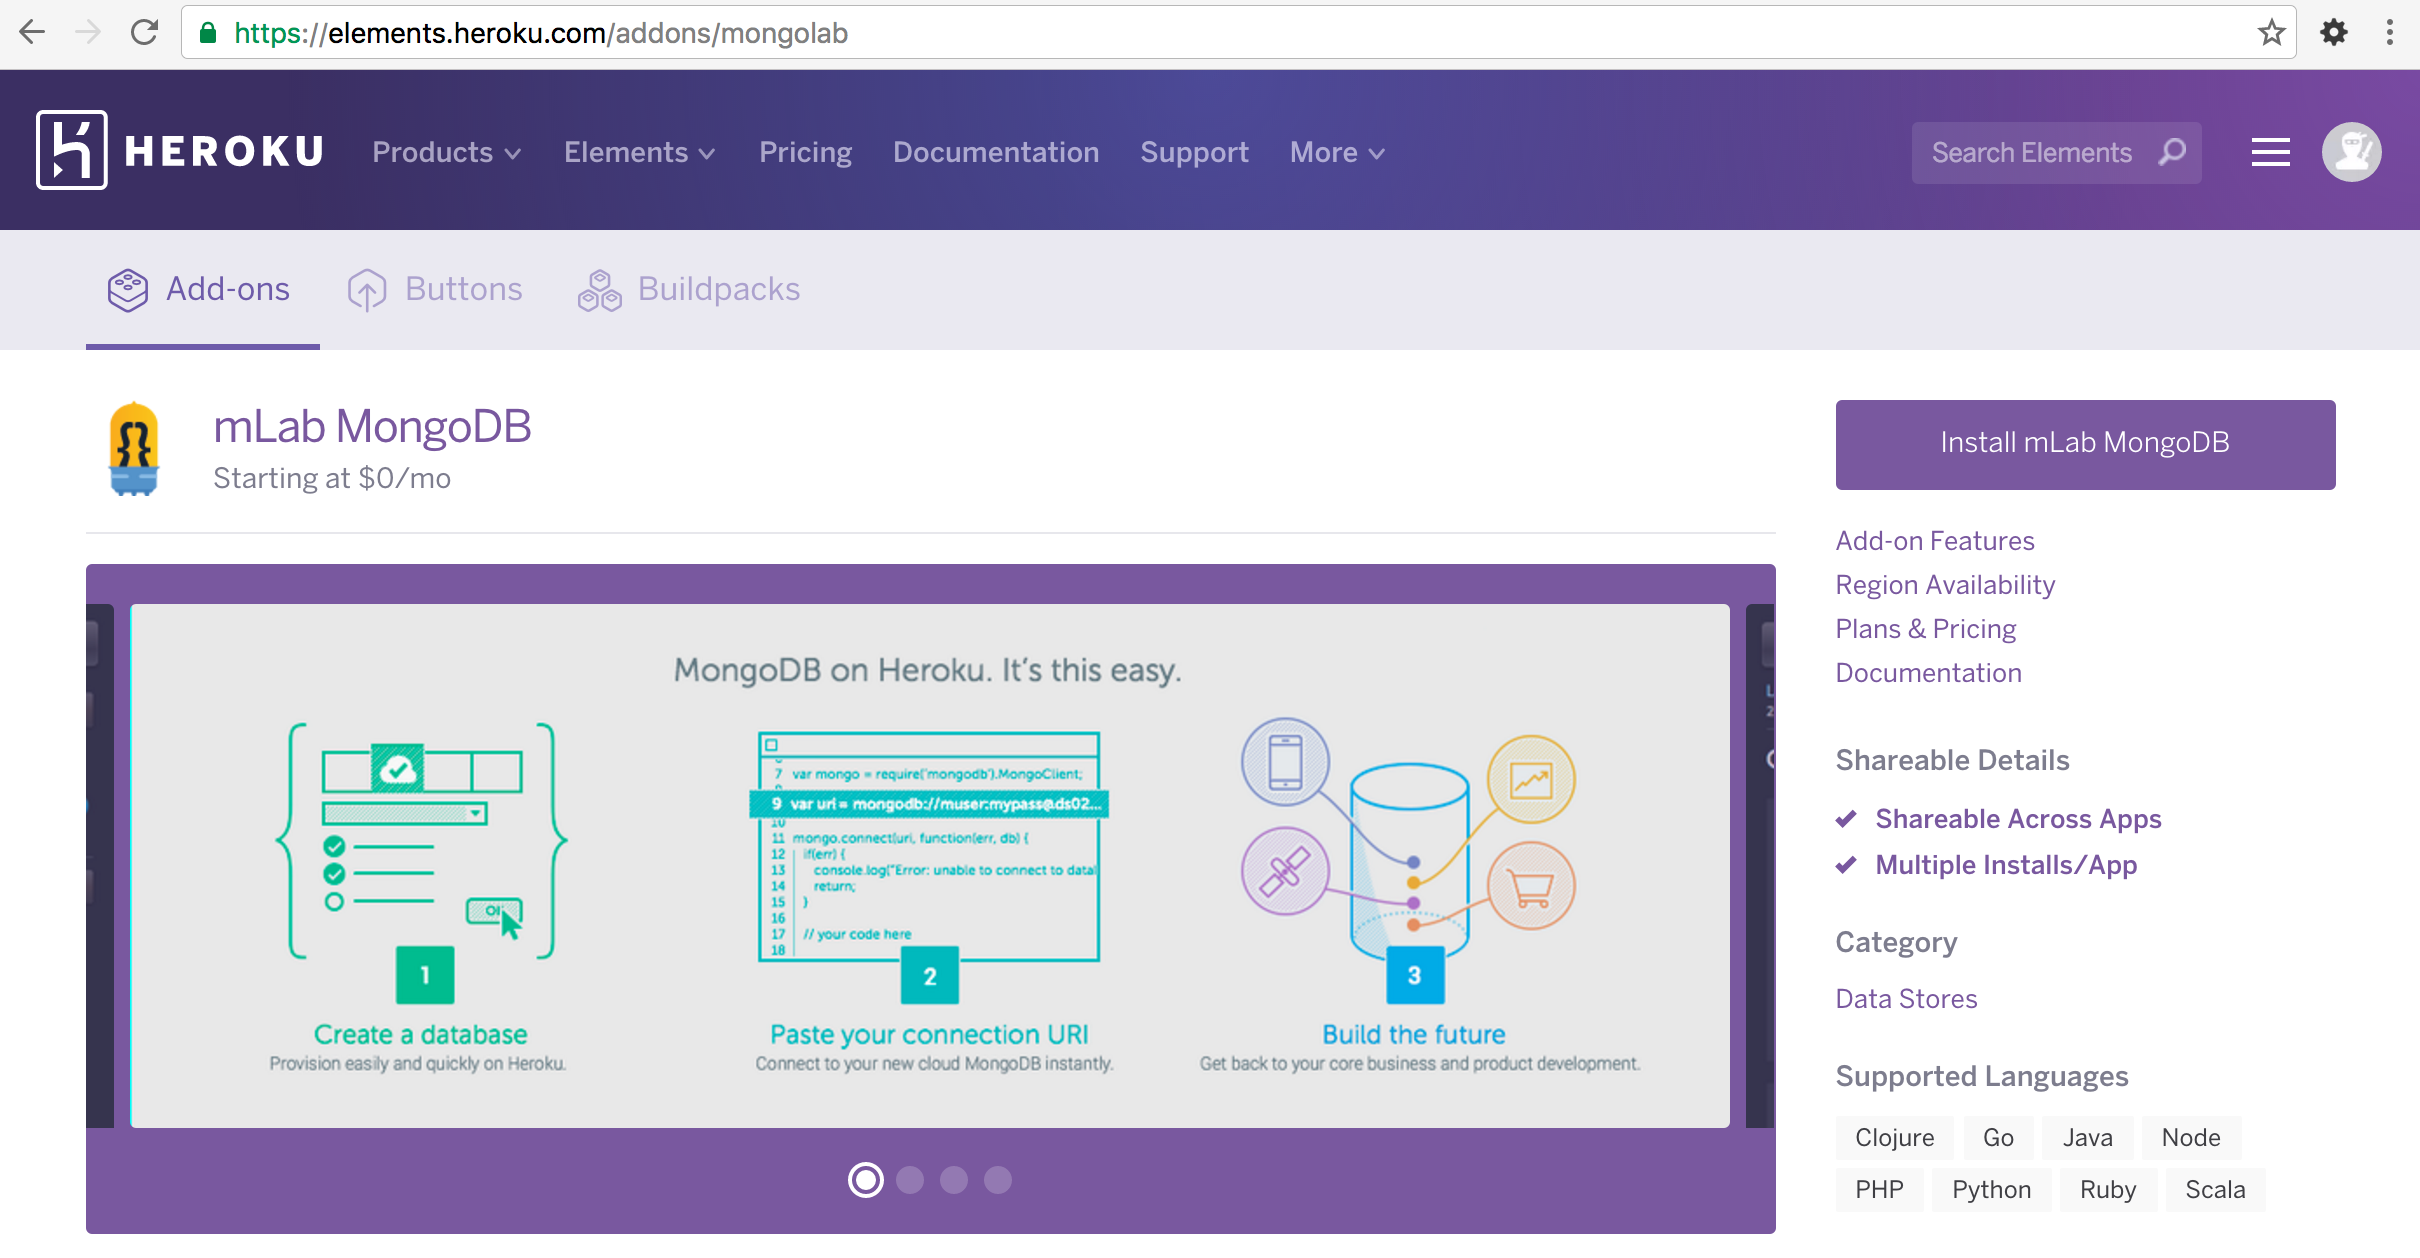 https://elements.heroku.com/addons/mongolab
HEROKU Products Elements Pricing Documentation Support More Search Elements
Add-ons Buttons Buildpacks
mLab MongoDB
Starting at $0/mo
Install mLab MongoDB
Add-on Features
Region Availability
Plans & Pricing
Documentation
Shareable Details
Shareable Across Apps
Multiple Installs/App
Category
Data Stores
Supported Languages
Clojure Go Java Node
PHP Python Ruby Scala
MongoDB on Heroku. It's this easy.
7 var mongo = require('mongodb').MongoClient;
9 var uri = mongodb://muser:mypass@ds02...
10
11 mongo.connect(uri, function(err, db) {
12 if(err) {
13 console.log("Error: unable to connect to datal
14 return;
15 }
16
17 // your code here
18
1
Create a database
Provision easily and quickly on Heroku.
2
Paste your connection URI
Connect to your new cloud MongoDB instantly.
3
Build the future
Get back to your core business and product development.